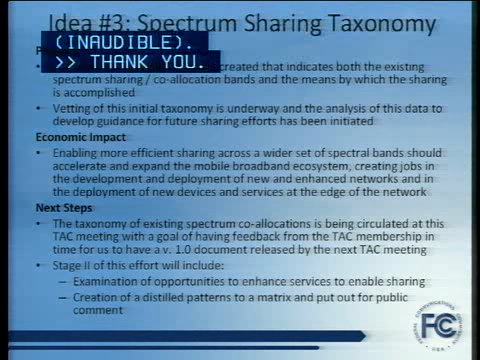 Idea #3: Spectrum Sharing Taxonomy
(INAUDIBLE).
>> THANK YOU.
created that indicates both the existing
spectrum sharing / co-allocation bands and the means by which the sharing
is accomplished
• Vetting of this initial taxonomy is underway and the analysis of this data to
develop guidance for future sharing efforts has been initiated
Economic Impact
• Enabling more efficient sharing across a wider set of spectral bands should
accelerate and expand the mobile broadband ecosystem, creating jobs in
the development and deployment of new and enhanced networks and in
the deployment of new devices and services at the edge of the network
Next Steps
• The taxonomy of existing spectrum co-allocations is being circulated at this
TAC meeting with a goal of having feedback from the TAC membership in
time for us to have a v. 1.0 document released by the next TAC meeting
• Stage II of this effort will include:
– Examination of opportunities to enhance services to enable sharing
– Creation of a distilled patterns to a matrix and put out for public
comment
FEDERAL COMMUNICATIONS COMMISSION
FCC
USA